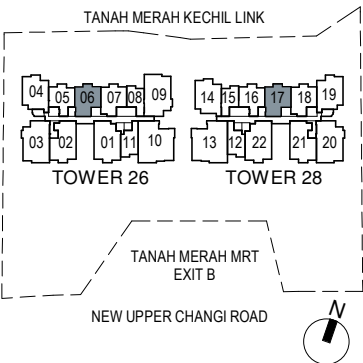 TANAH MERAH KECHIL LINK
04 05 06 07 08 09 14 15 16 17 18 19
03 02 01 11 10 13 12 22 21 20
TOWER 26 TOWER 28
TANAH MERAH MRT
EXIT B
NEW UPPER CHANGI ROAD
N